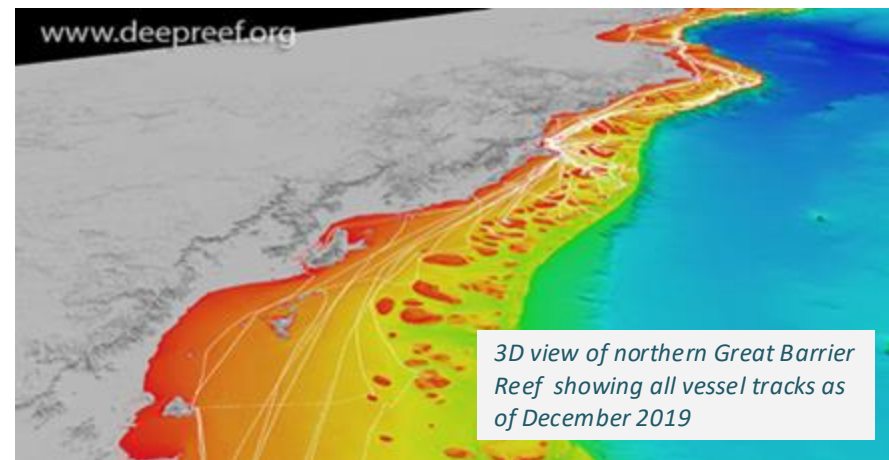 www.deepreef.org
3D view of northern Great Barrier
Reef showing all vessel tracks as
of December 2019